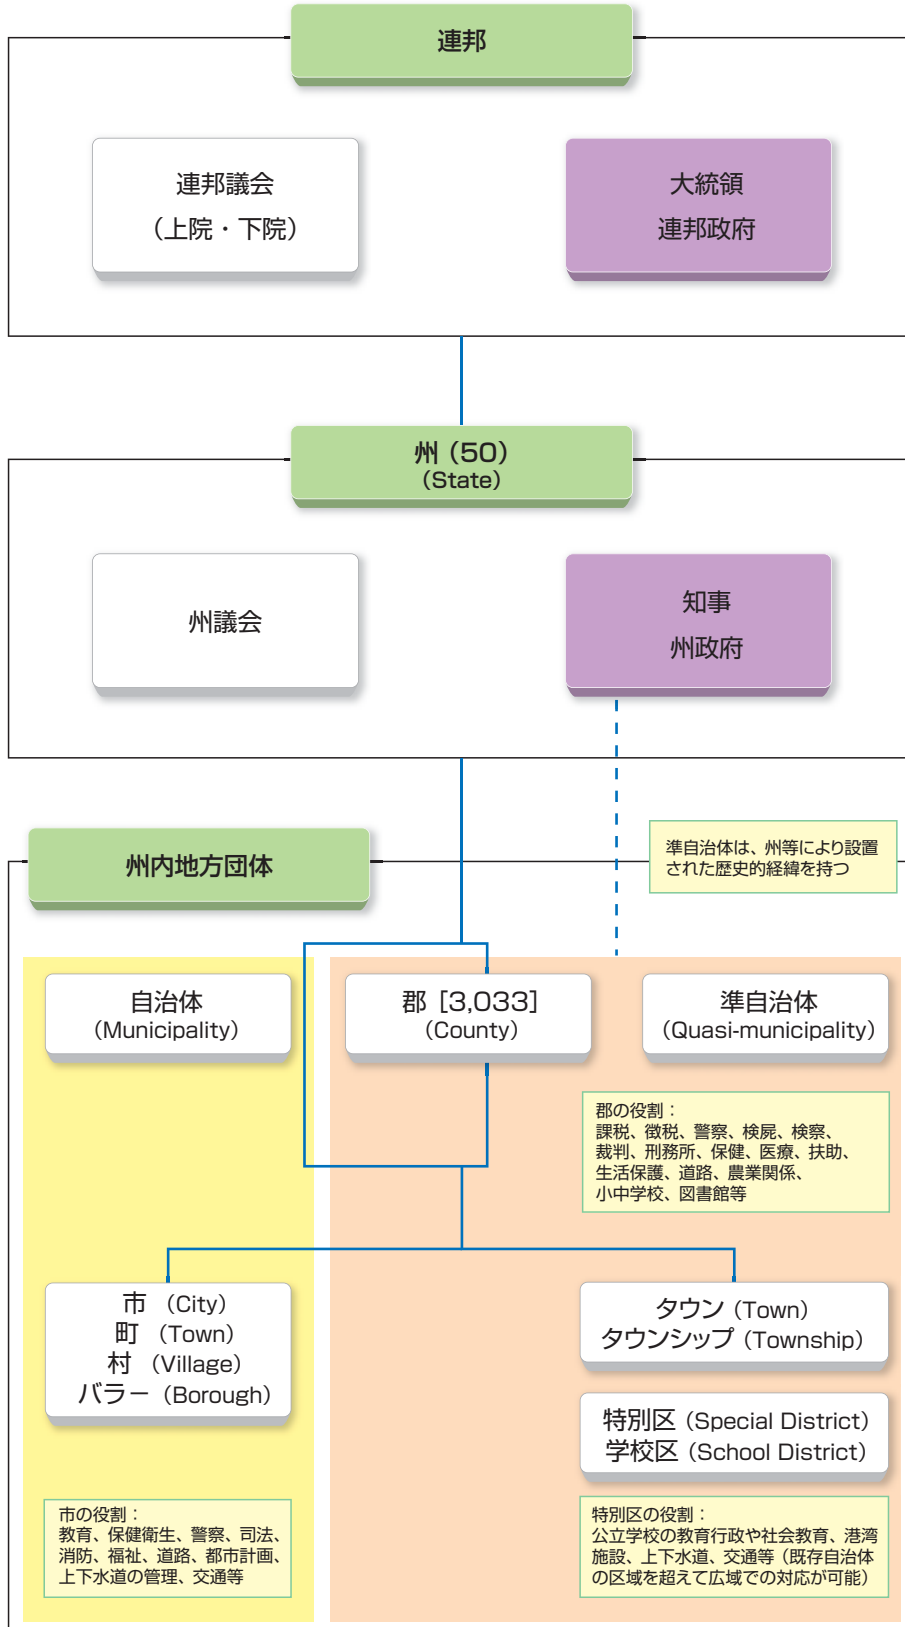 連邦
連邦議会
（上院・下院）
大統領
連邦政府
州（50）
（State）
州議会
知事
州政府
州内地方団体
準自治体は、州等により設置
された歴史的経緯を持つ
自治体
（Municipality）
郡［3,033］
（County）
準自治体
（Quasi-municipality）
郡の役割：
課税、徴税、警察、検屍、検察、
裁判、刑務所、保健、医療、扶助、
生活保護、道路、農業関係、
小中学校、図書館等
市（City）
町（Town）
村（Village）
バラー（Borough）
タウン（Town）
タウンシップ（Township）
特別区（Special District）
学校区（School District）
市の役割：
教育、保健衛生、警察、司法、
消防、福祉、道路、都市計画、
上下水道の管理、交通等
特別区の役割：
公立学校の教育行政や社会教育、港湾
施設、上下水道、交通等（既存自治体
の区域を超えて広域での対応が可能）